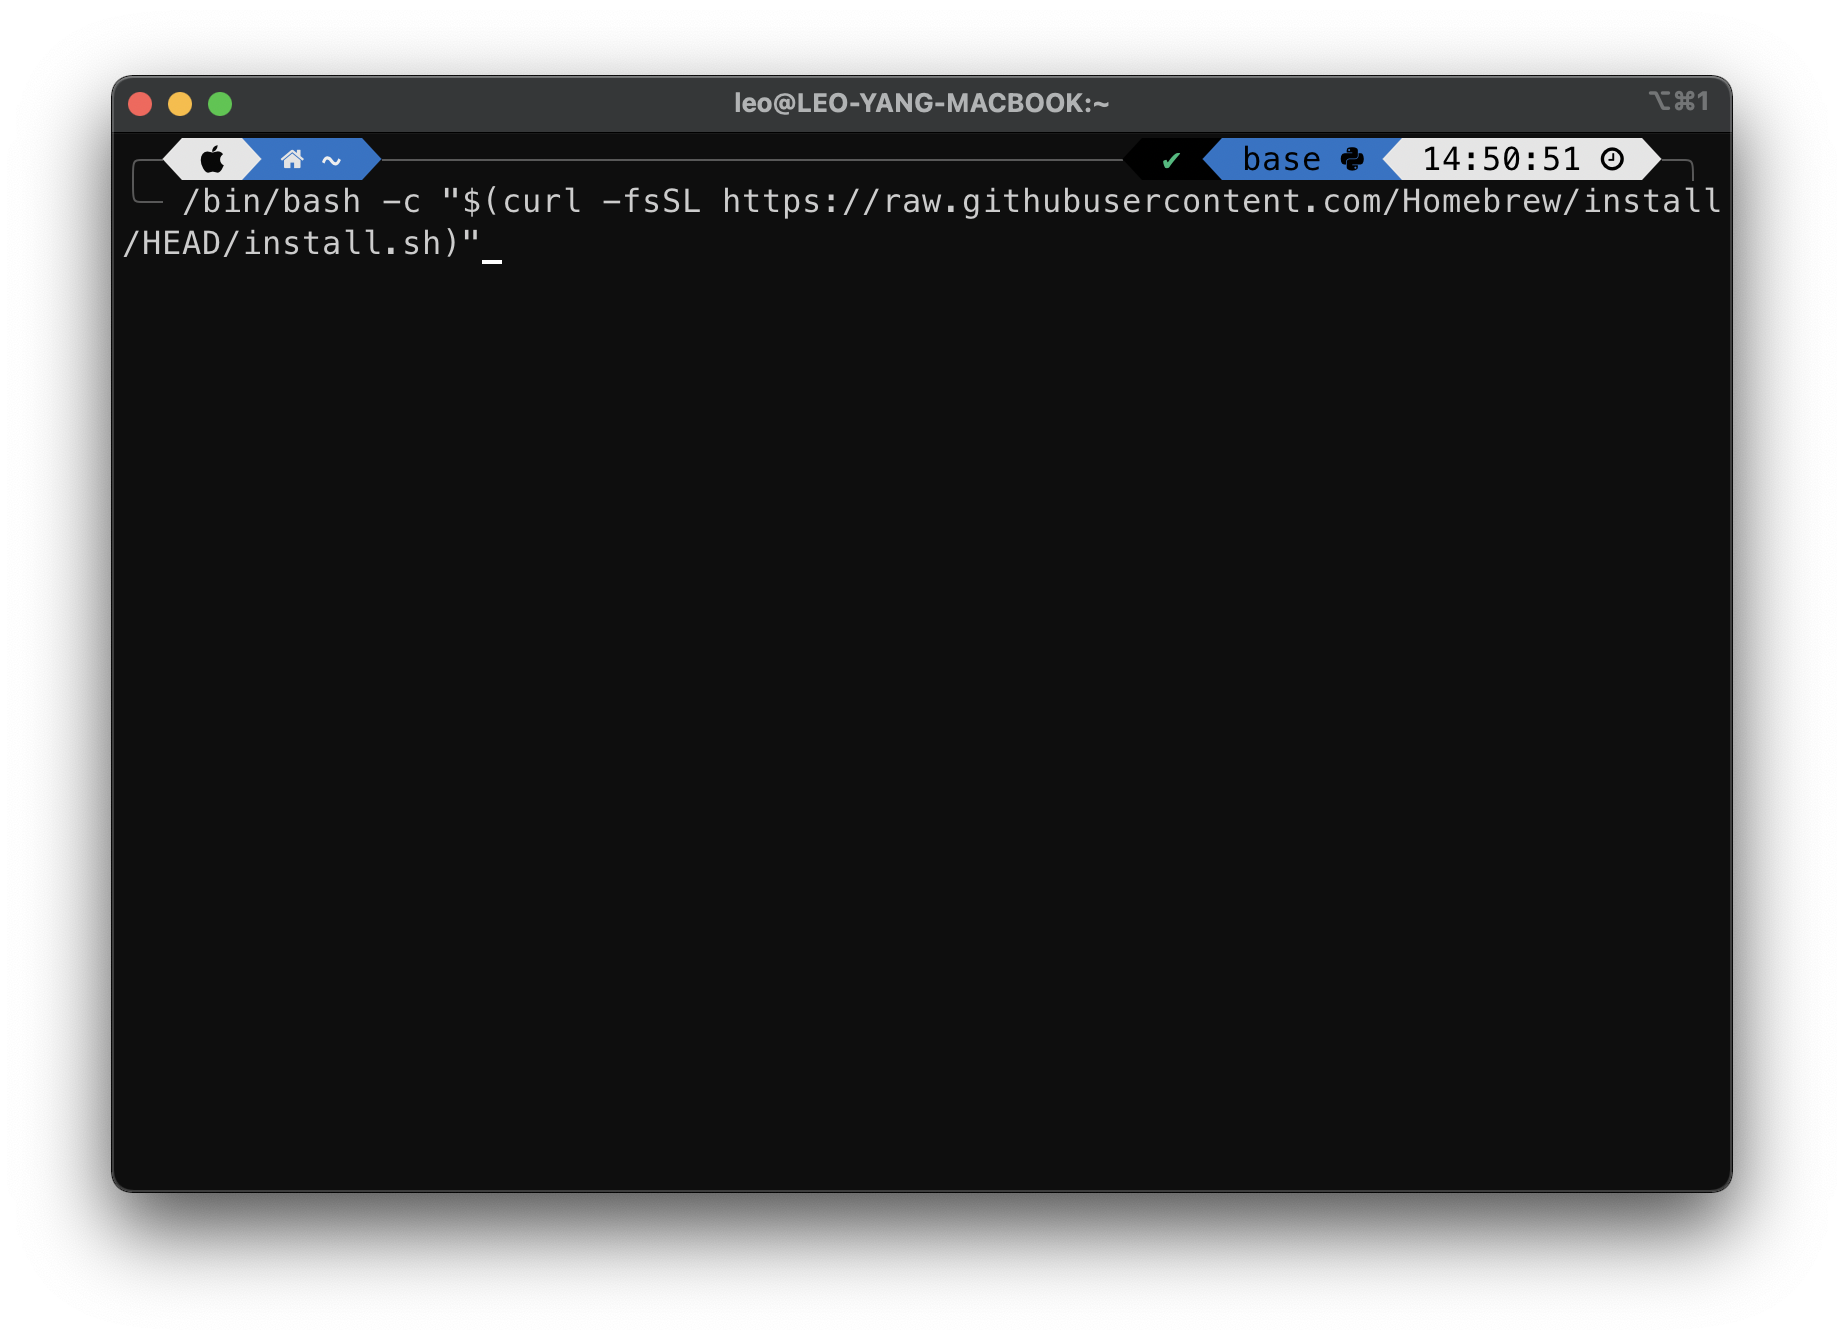 leo@LEO-YANG-MACBOOK:~
⌥⌘1
~ ✔ base 14:50:51
/bin/bash -c "$(curl -fsSL https://raw.githubusercontent.com/Homebrew/install
/HEAD/install.sh)"